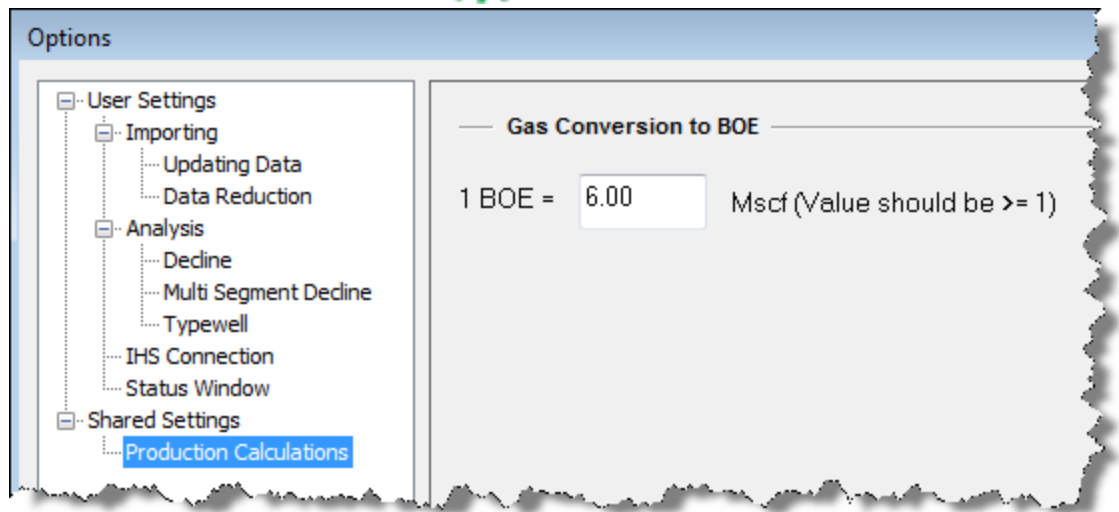 Options
User Settings
Importing
Updating Data
Data Reduction
Analysis
Decline
Multi Segment Decline
Typewell
IHS Connection
Status Window
Shared Settings
Production Calculations
Gas Conversion to BOE
1 BOE = 6.00 Mscf (Value should be >= 1)